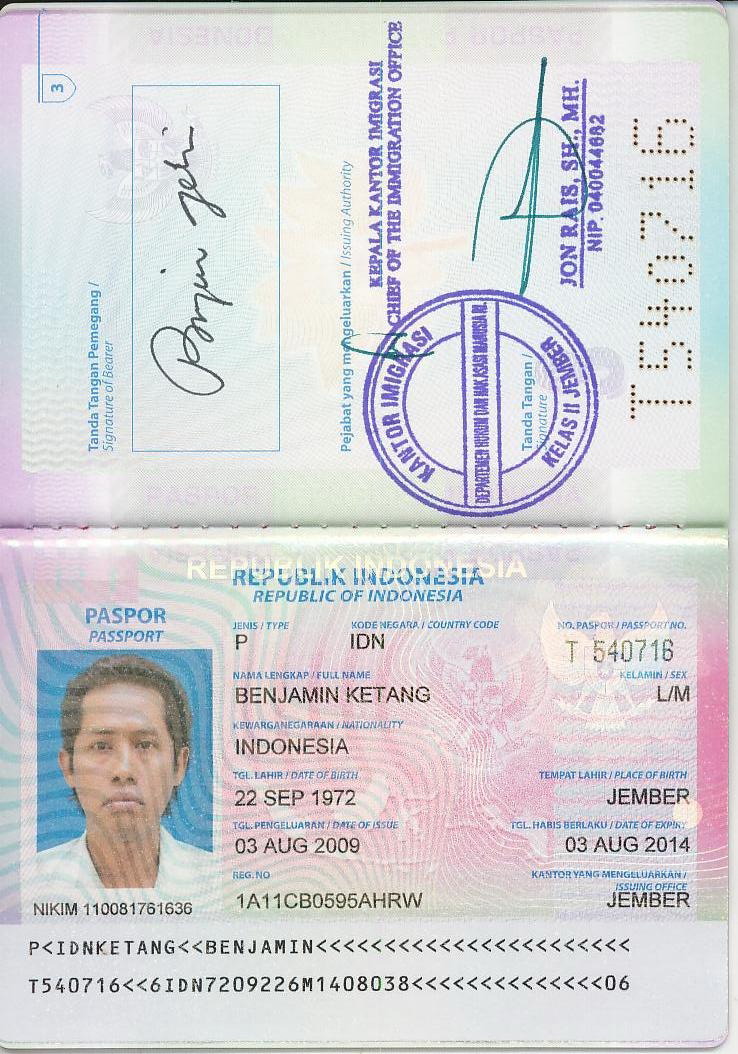 3
Tanda Tangan Pemegang /
Signature of Bearer
Pejabat yang mengeluarkan / Issuing Authority
KEPALA KANTOR IMIGRASI
CHIEF OF THE IMMIGRATION OFFICE
KANTOR IMIGRASI
DEPARTEMEN HUKUM DAN HAK ASASI MANUSIA RI.
KELAS II JEMBER
Tanda Tangan /
Signature
JON RAIS, SH., MH.
NIP. 040044682
T540716
REPUBLIK INDONESIA
REPUBLIK INDONESIA
REPUBLIC OF INDONESIA
PASPOR
PASSPORT
JENIS / TYPE KODE NEGARA / COUNTRY CODE NO. PASPOR / PASSPORT NO.
P IDN T 540716
NAMA LENGKAP / FULL NAME KELAMIN / SEX
BENJAMIN KETANG L/M
KEWARGANEGARAAN / NATIONALITY
INDONESIA
TGL. LAHIR / DATE OF BIRTH TEMPAT LAHIR / PLACE OF BIRTH
22 SEP 1972 JEMBER
TGL. PENGELUARAN / DATE OF ISSUE TGL. HABIS BERLAKU / DATE OF EXPIRY
03 AUG 2009 03 AUG 2014
REG. NO KANTOR YANG MENGELUARKAN /
ISSUING OFFICE
1A11CB0595AHRW JEMBER
NIKIM 110081761636
P<IDNKETANG<<BENJAMIN<<<<<<<<<<<<<<<<<<<<<<<
T540716<<6IDN7209226M1408038<<<<<<<<<<<<<<06